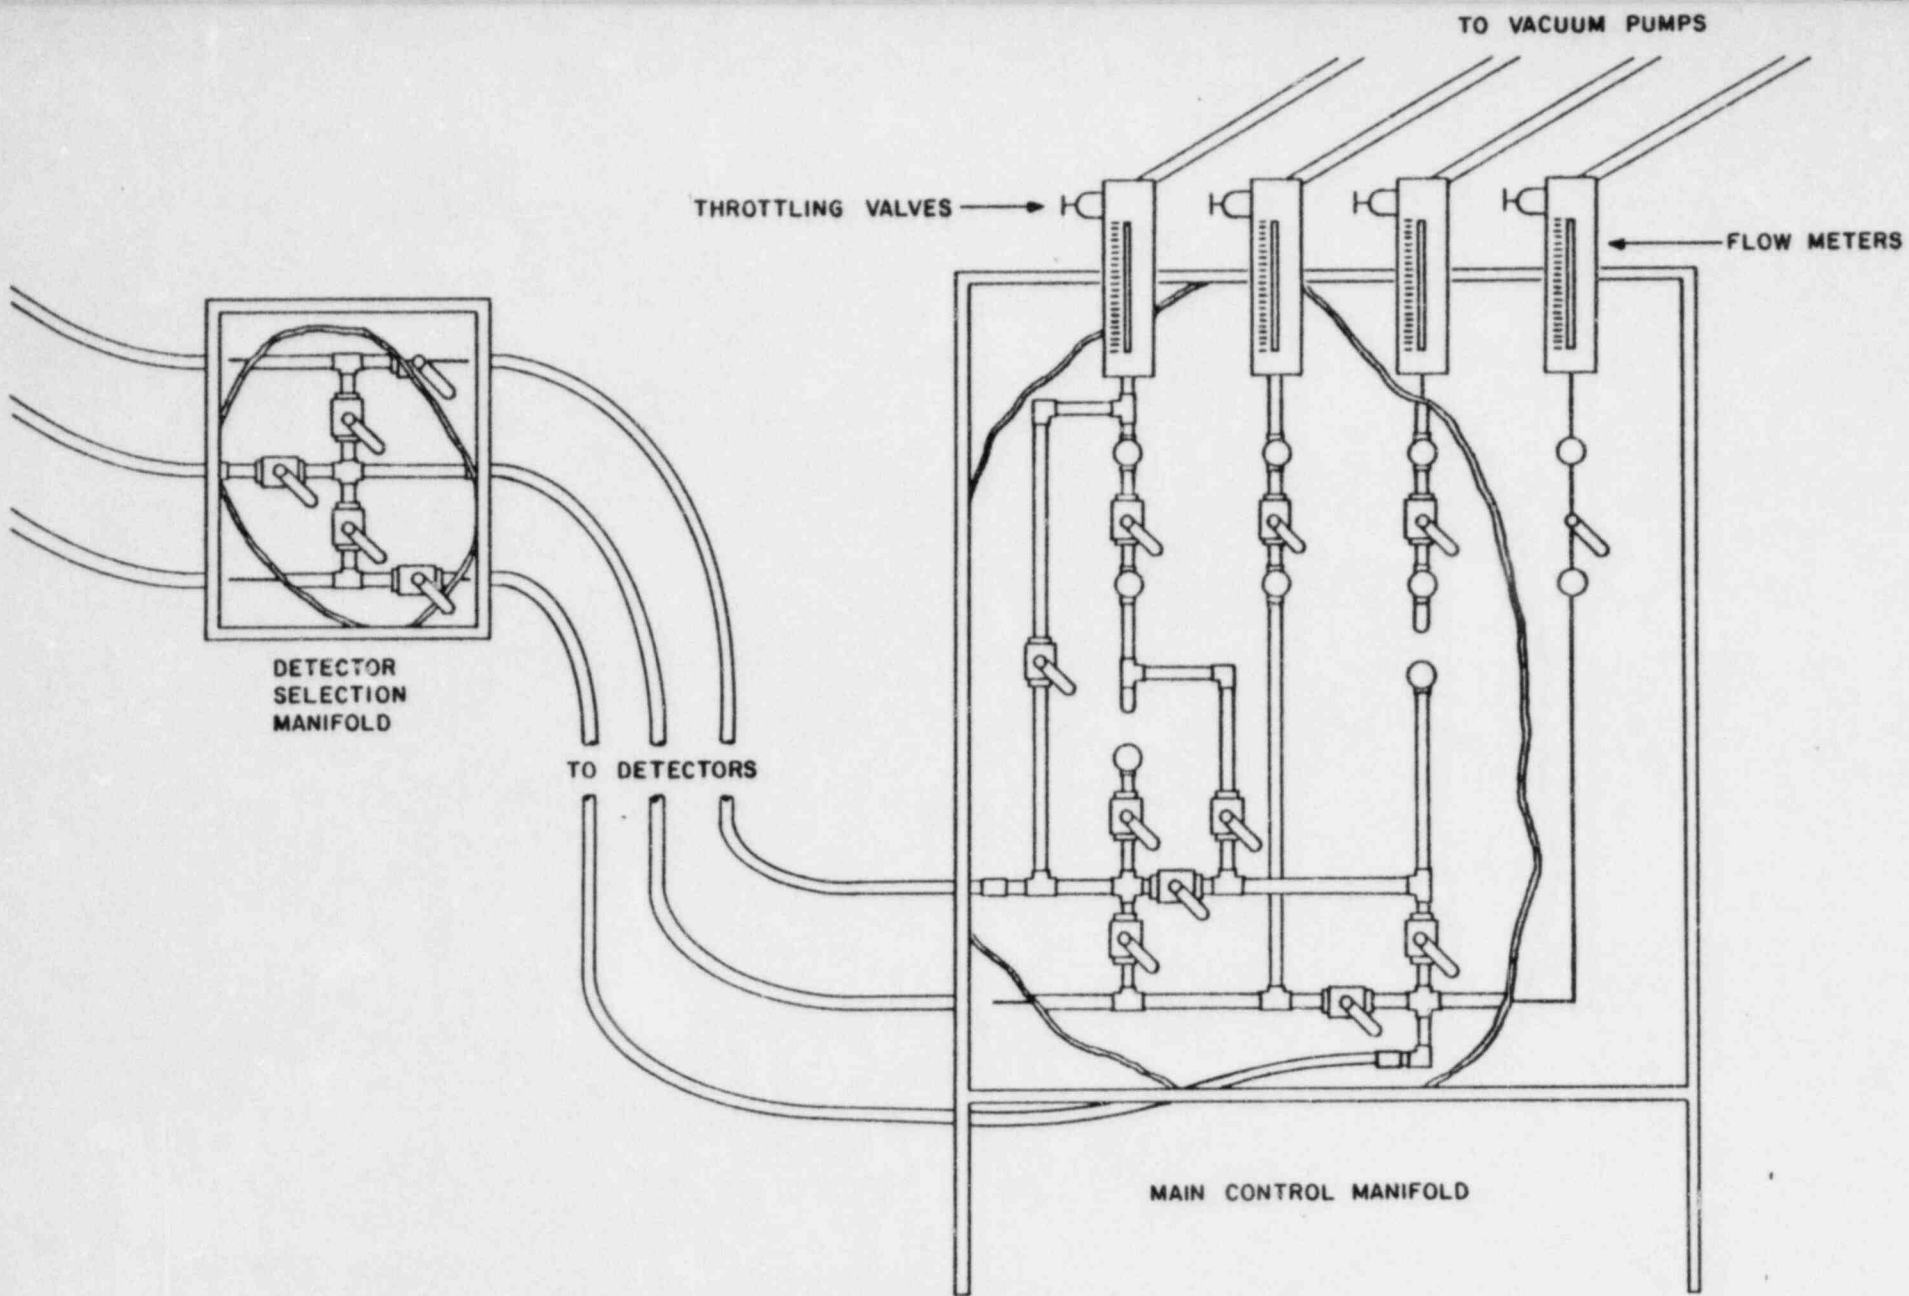 TO VACUUM PUMPS
THROTTLING VALVES
FLOW METERS
DETECTOR
SELECTION
MANIFOLD
TO DETECTORS
MAIN CONTROL MANIFOLD